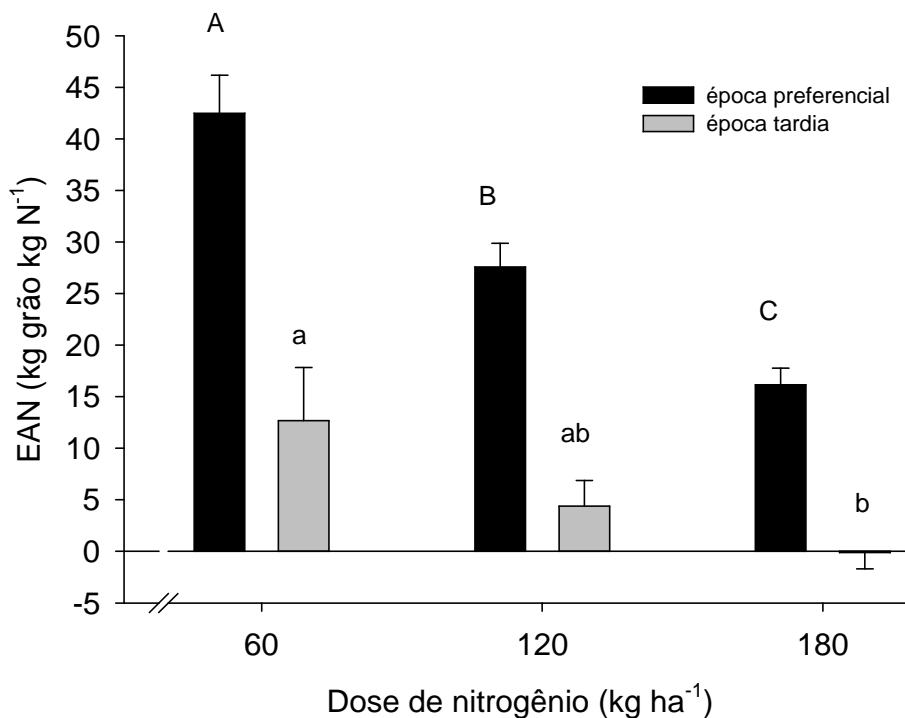 A
B
C
a
ab
b
época preferencial
época tardia
EAN (kg grão kg N⁻¹)
50
45
40
35
30
25
20
15
10
5
0
-5
60 120 180
Dose de nitrogênio (kg ha⁻¹)